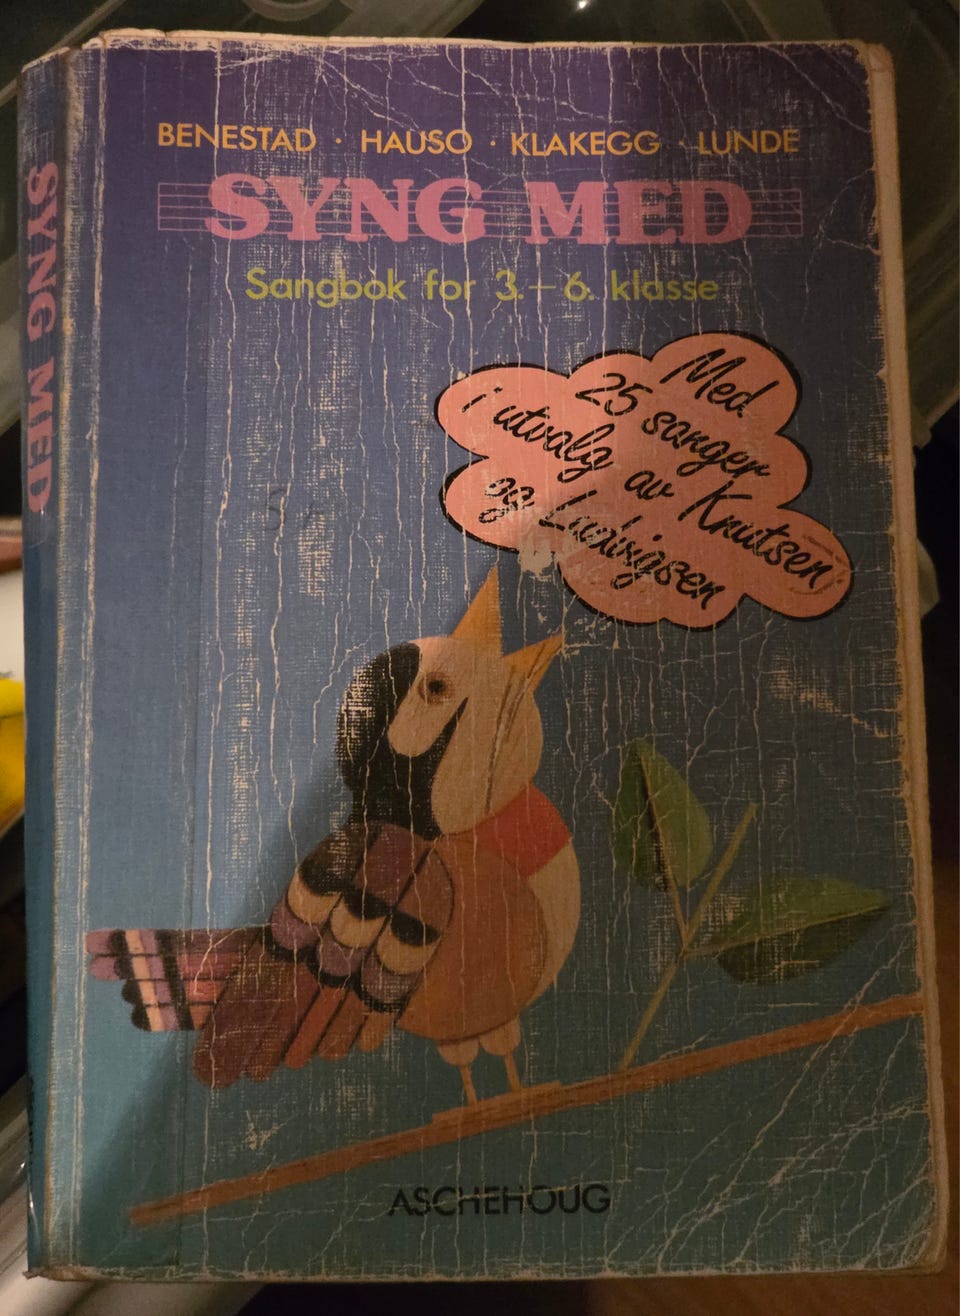 BENESTAD · HAUSO · KLAKEGG · LUNDE
SYNG MED
Sangbok for 3.–6. klasse
Med
25 sanger
i utvalg av Knutsen
og Ludvigsen
ASCHEHOUG
SYNG MED